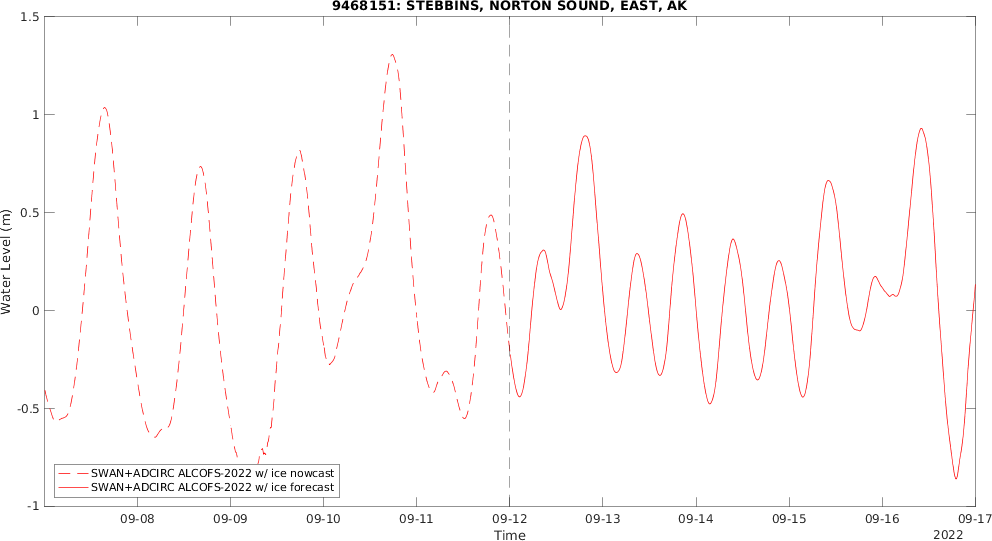 9468151: STEBBINS, NORTON SOUND, EAST, AK
1.5
1
0.5
0
-0.5
-1
Water Level (m)
SWAN+ADCIRC ALCOFS-2022 w/ ice nowcast
SWAN+ADCIRC ALCOFS-2022 w/ ice forecast
09-08 09-09 09-10 09-11 09-12 09-13 09-14 09-15 09-16 09-17
Time
2022